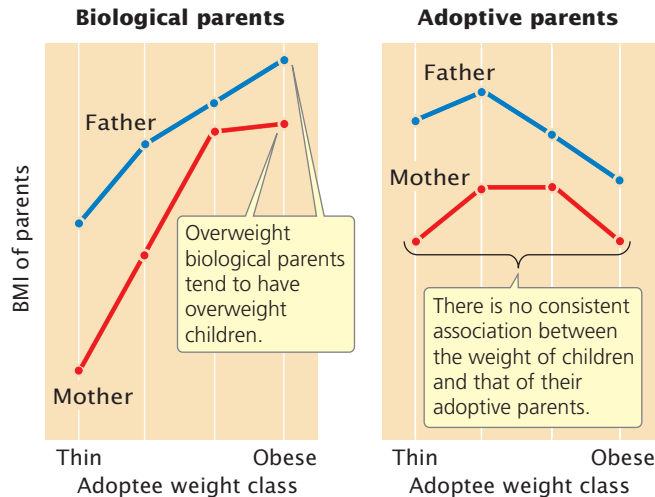 Biological parents
Father
BMI of parents
Overweight
biological parents
tend to have
overweight
children.
Mother
Thin
Obese
Adoptee weight class
Adoptive parents
Father
Mother
There is no consistent
association between
the weight of children
and that of their
adoptive parents.
Thin
Obese
Adoptee weight class